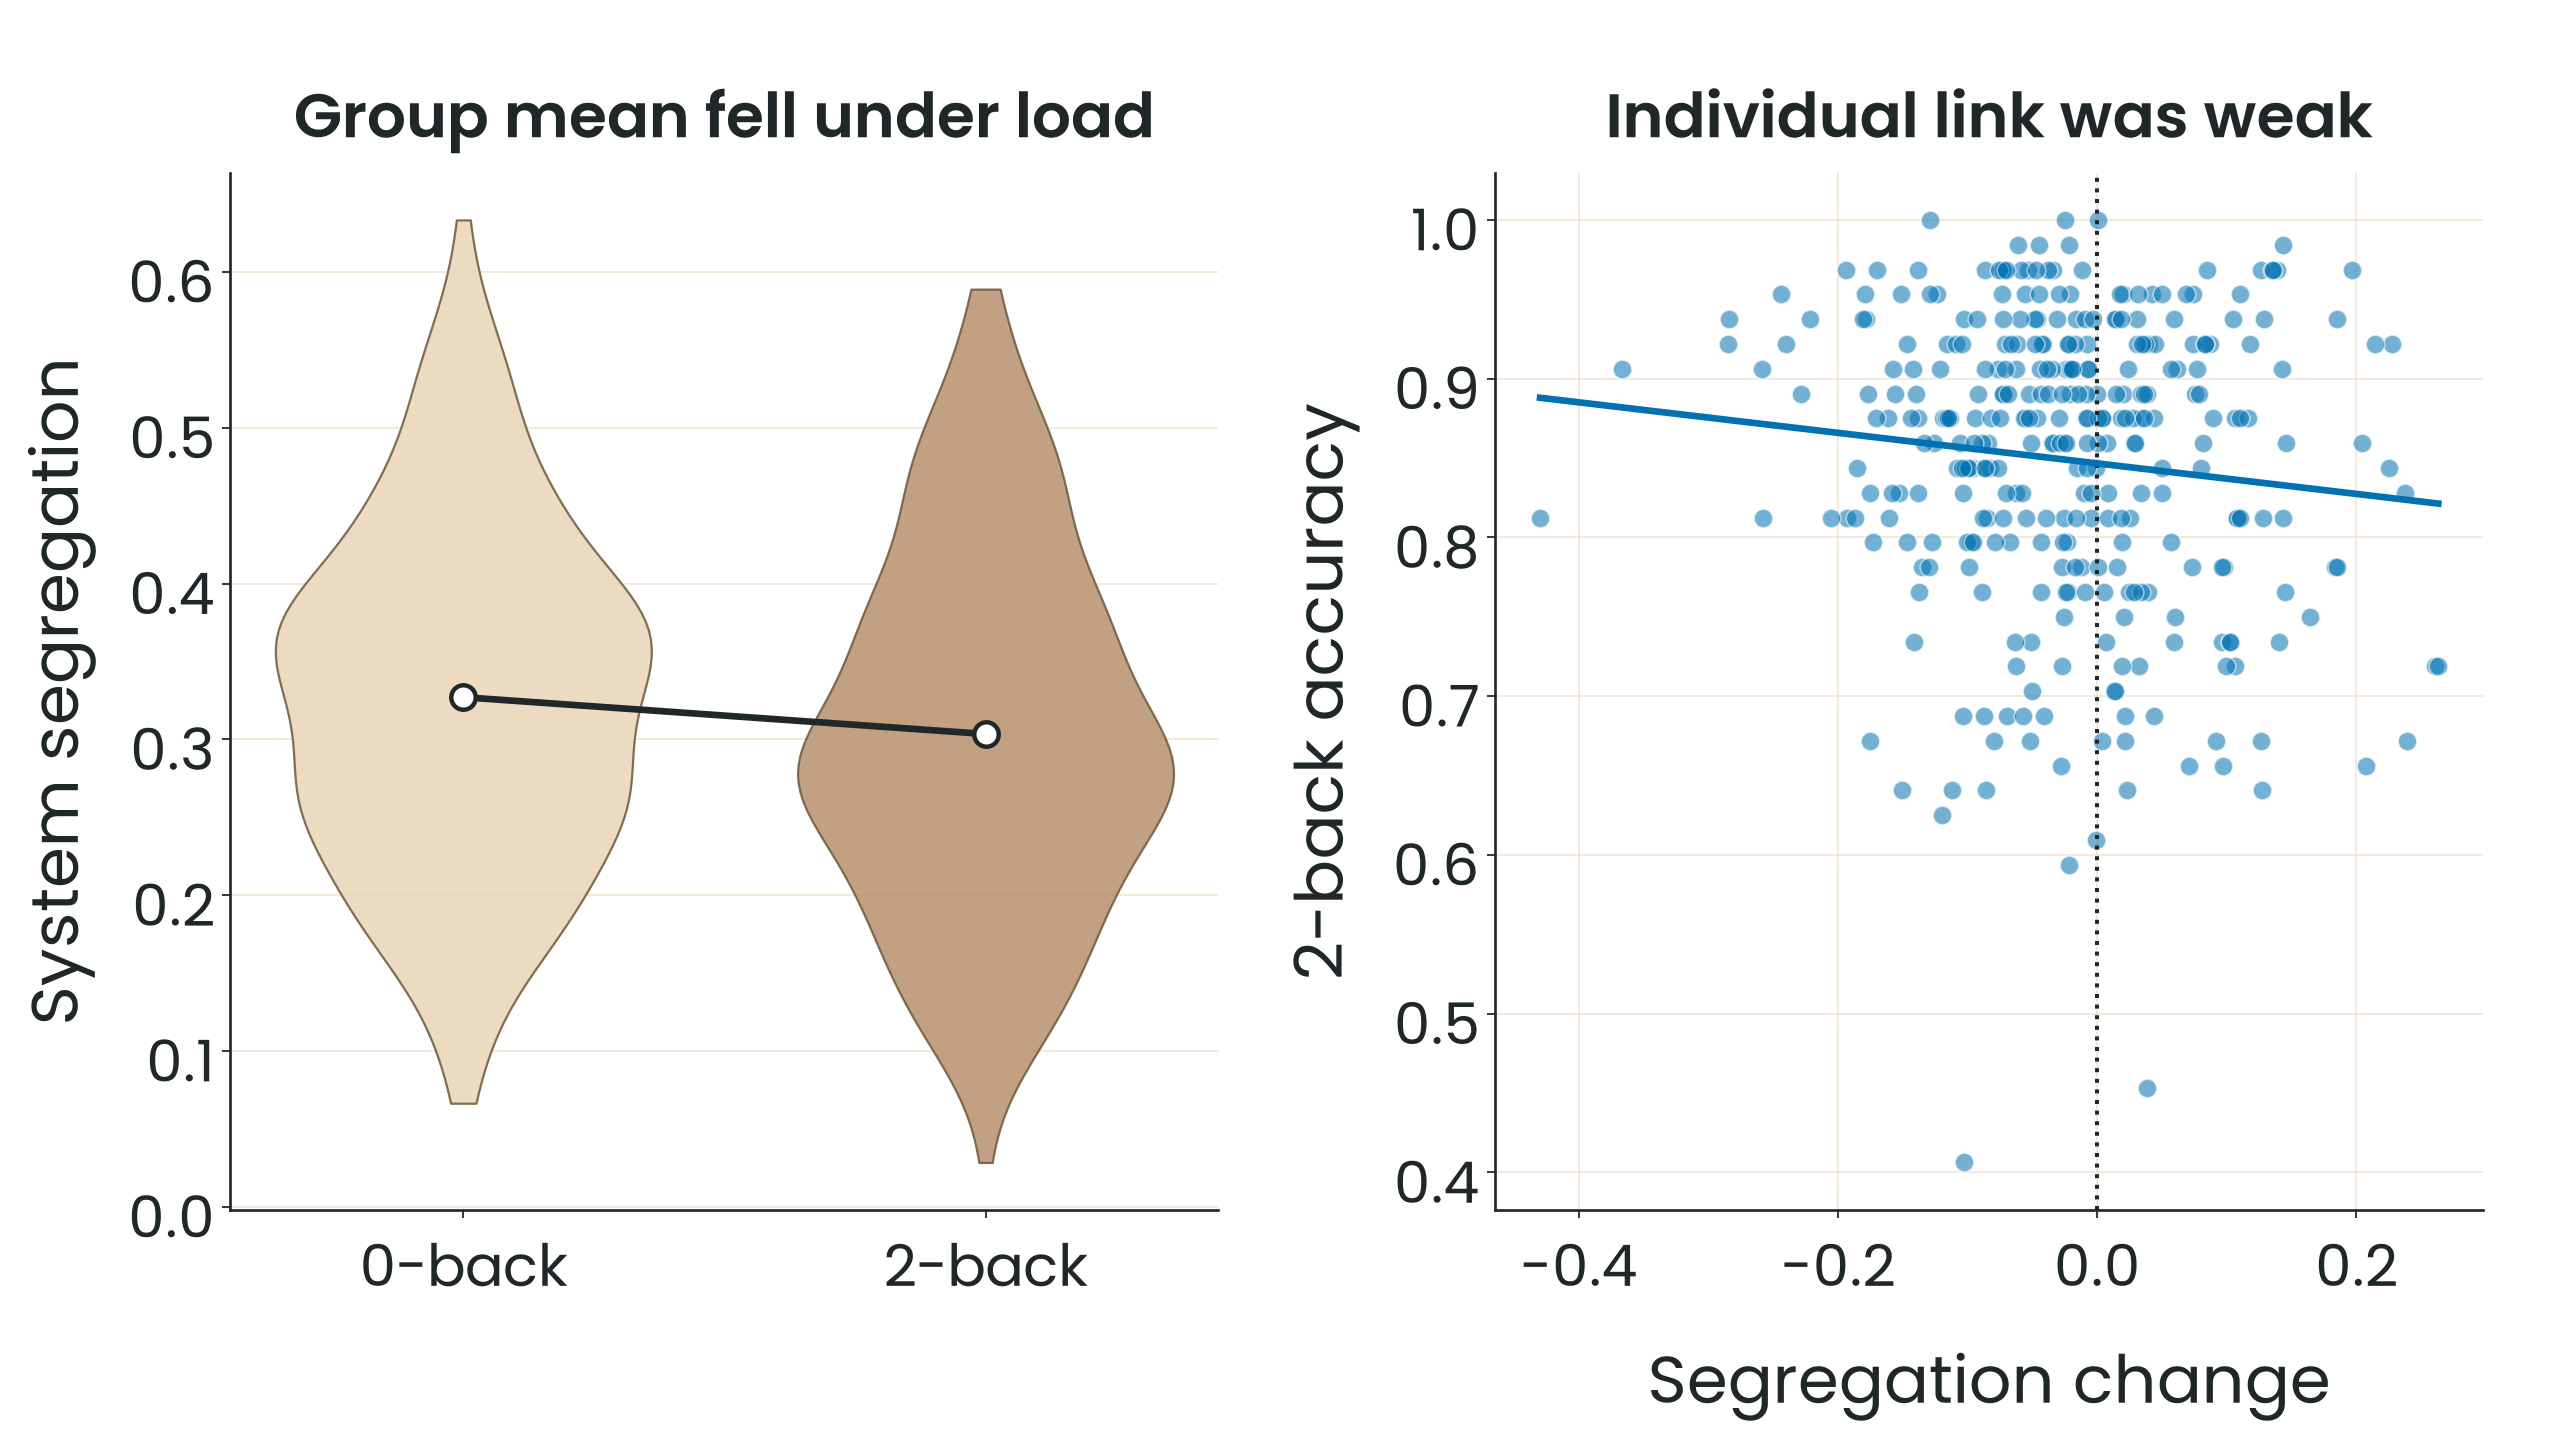 Group mean fell under load
System segregation
0.6
0.5
0.4
0.3
0.2
0.1
0.0
0-back
2-back
Individual link was weak
2-back accuracy
1.0
0.9
0.8
0.7
0.6
0.5
0.4
-0.4
-0.2
0.0
0.2
Segregation change